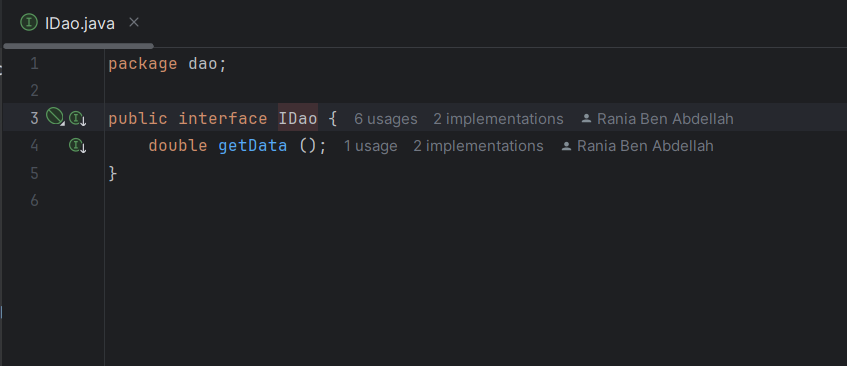 IDao.java
1 package dao;
2
3 public interface IDao { 6 usages 2 implementations Rania Ben Abdellah
4 double getData (); 1 usage 2 implementations Rania Ben Abdellah
5 }
6